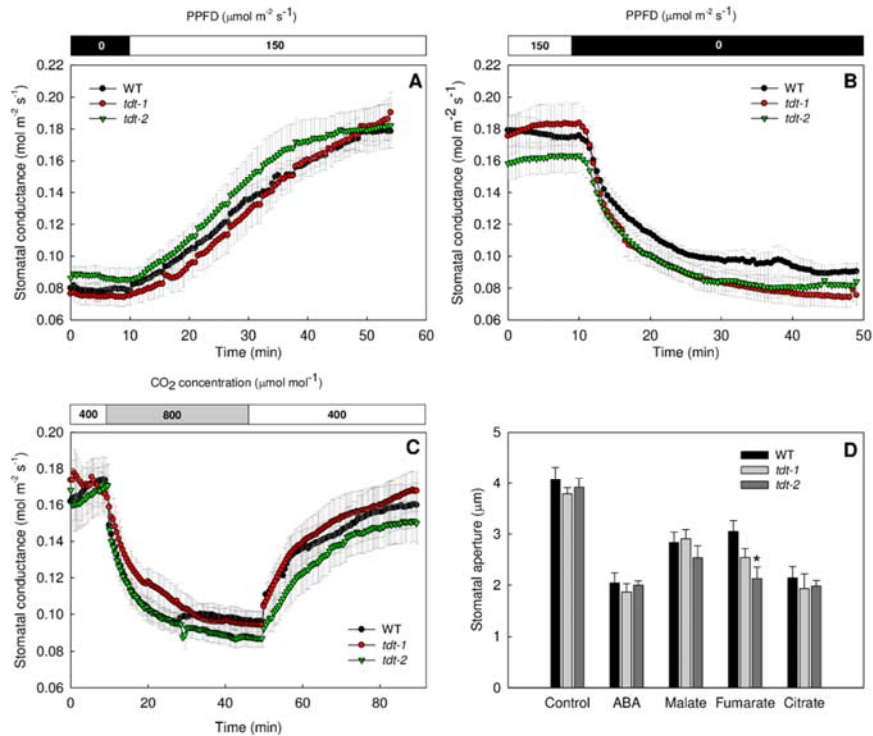 PPFD (μmol m⁻² s⁻¹)
0 150
A
WT
tdt-1
tdt-2
Stomatal conductance (mol m⁻² s⁻¹)
0.22
0.20
0.18
0.16
0.14
0.12
0.10
0.08
0.06
0 10 20 30 40 50 60
Time (min)
PPFD (μmol m⁻² s⁻¹)
150 0
B
WT
tdt-1
tdt-2
Stomatal conductance (mol m⁻² s⁻¹)
0.22
0.20
0.18
0.16
0.14
0.12
0.10
0.08
0.06
0 10 20 30 40 50
Time (min)
CO₂ concentration (μmol mol⁻¹)
400 800 400
C
Stomatal conductance (mol m⁻² s⁻¹)
0.20
0.18
0.16
0.14
0.12
0.10
0.08
0.06
WT
tdt-1
tdt-2
0 20 40 60 80
Time (min)
D
WT
tdt-1
tdt-2
Stomatal aperture (μm)
5
4
3
2
1
0
*
Control ABA Malate Fumarate Citrate